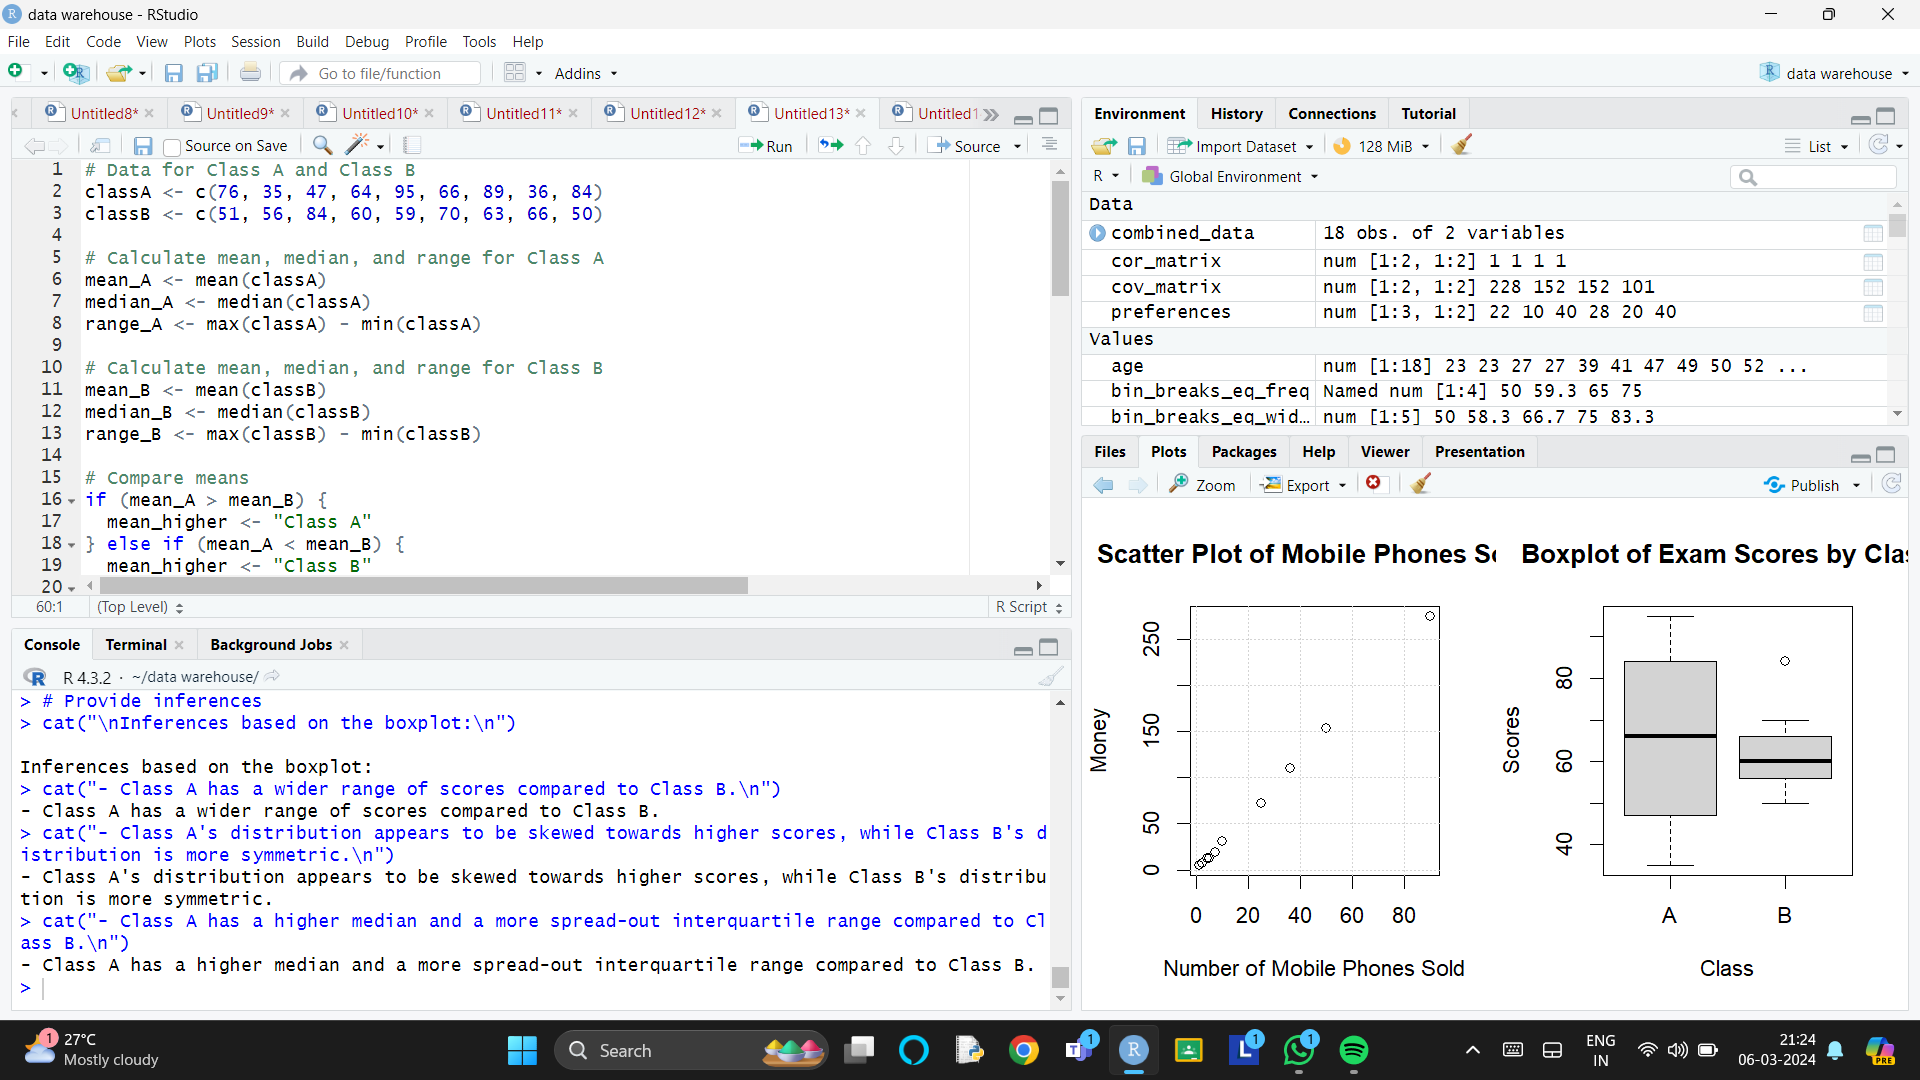 data warehouse - RStudio
File Edit Code View Plots Session Build Debug Profile Tools Help
Go to file/function
Addins
data warehouse
Untitled8* Untitled9* Untitled10* Untitled11* Untitled12* Untitled13* Untitled1
Source on Save
Run
Source
1 # Data for Class A and Class B
2 classA <- c(76, 35, 47, 64, 95, 66, 89, 36, 84)
3 classB <- c(51, 56, 84, 60, 59, 70, 63, 66, 50)
4
5 # Calculate mean, median, and range for Class A
6 mean_A <- mean(classA)
7 median_A <- median(classA)
8 range_A <- max(classA) - min(classA)
9
10 # Calculate mean, median, and range for Class B
11 mean_B <- mean(classB)
12 median_B <- median(classB)
13 range_B <- max(classB) - min(classB)
14
15 # Compare means
16 if (mean_A > mean_B) {
17 mean_higher <- "Class A"
18 } else if (mean_A < mean_B) {
19 mean_higher <- "Class B"
20
60:1 (Top Level) R Script
Console Terminal Background Jobs
R 4.3.2 · ~/data warehouse/
> # Provide inferences
> cat("\nInferences based on the boxplot:\n")
Inferences based on the boxplot:
> cat("- Class A has a wider range of scores compared to Class B.\n")
- Class A has a wider range of scores compared to Class B.
> cat("- Class A's distribution appears to be skewed towards higher scores, while Class B's d
istribution is more symmetric.\n")
- Class A's distribution appears to be skewed towards higher scores, while Class B's distribu
tion is more symmetric.
> cat("- Class A has a higher median and a more spread-out interquartile range compared to Cl
ass B.\n")
- Class A has a higher median and a more spread-out interquartile range compared to Class B.
>
Environment History Connections Tutorial
Import Dataset 128 MiB List
R Global Environment
Data
combined_data 18 obs. of 2 variables
cor_matrix num [1:2, 1:2] 1 1 1 1
cov_matrix num [1:2, 1:2] 228 152 152 101
preferences num [1:3, 1:2] 22 10 40 28 20 40
Values
age num [1:18] 23 23 27 27 39 41 47 49 50 52 ...
bin_breaks_eq_freq Named num [1:4] 50 59.3 65 75
bin_breaks_eq_wid… num [1:5] 50 58.3 66.7 75 83.3
Files Plots Packages Help Viewer Presentation
Zoom Export Publish
Scatter Plot of Mobile Phones S
Money
250
150
50
0
0 20 40 60 80
Number of Mobile Phones Sold
Boxplot of Exam Scores by Cla
Scores
80
60
40
A B
Class
1
27°C
Mostly cloudy
Search
1
1
1
PRE
ENG
IN
21:24
06-03-2024